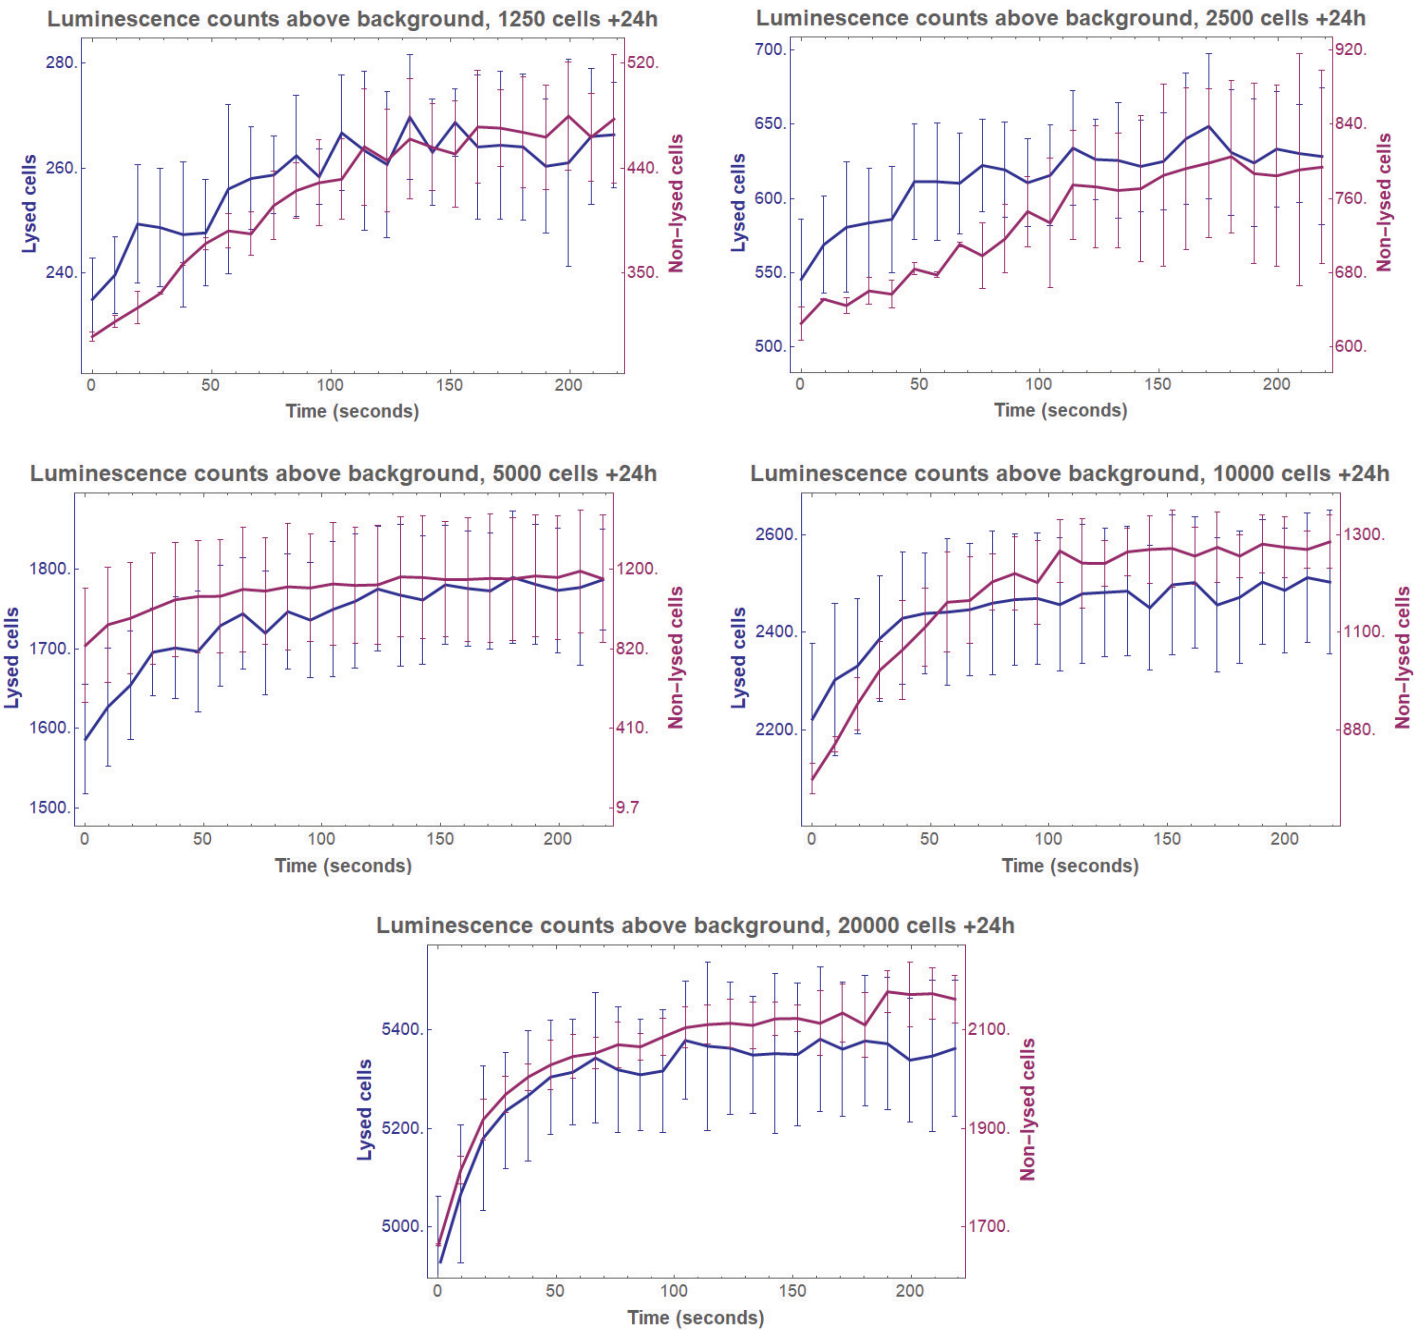 Luminescence counts above background, 1250 cells +24h
280.
260.
240.
Lysed cells
520.
440.
350.
Non-lysed cells
0 50 100 150 200
Time (seconds)
Luminescence counts above background, 2500 cells +24h
700.
650.
600.
550.
500.
Lysed cells
920.
840.
760.
680.
600.
Non-lysed cells
0 50 100 150 200
Time (seconds)
Luminescence counts above background, 5000 cells +24h
1800.
1700.
1600.
1500.
Lysed cells
1200.
820.
410.
9.7
Non-lysed cells
0 50 100 150 200
Time (seconds)
Luminescence counts above background, 10000 cells +24h
2600.
2400.
2200.
Lysed cells
1300.
1100.
880.
Non-lysed cells
0 50 100 150 200
Time (seconds)
Luminescence counts above background, 20000 cells +24h
5400.
5200.
5000.
Lysed cells
2100.
1900.
1700.
Non-lysed cells
0 50 100 150 200
Time (seconds)